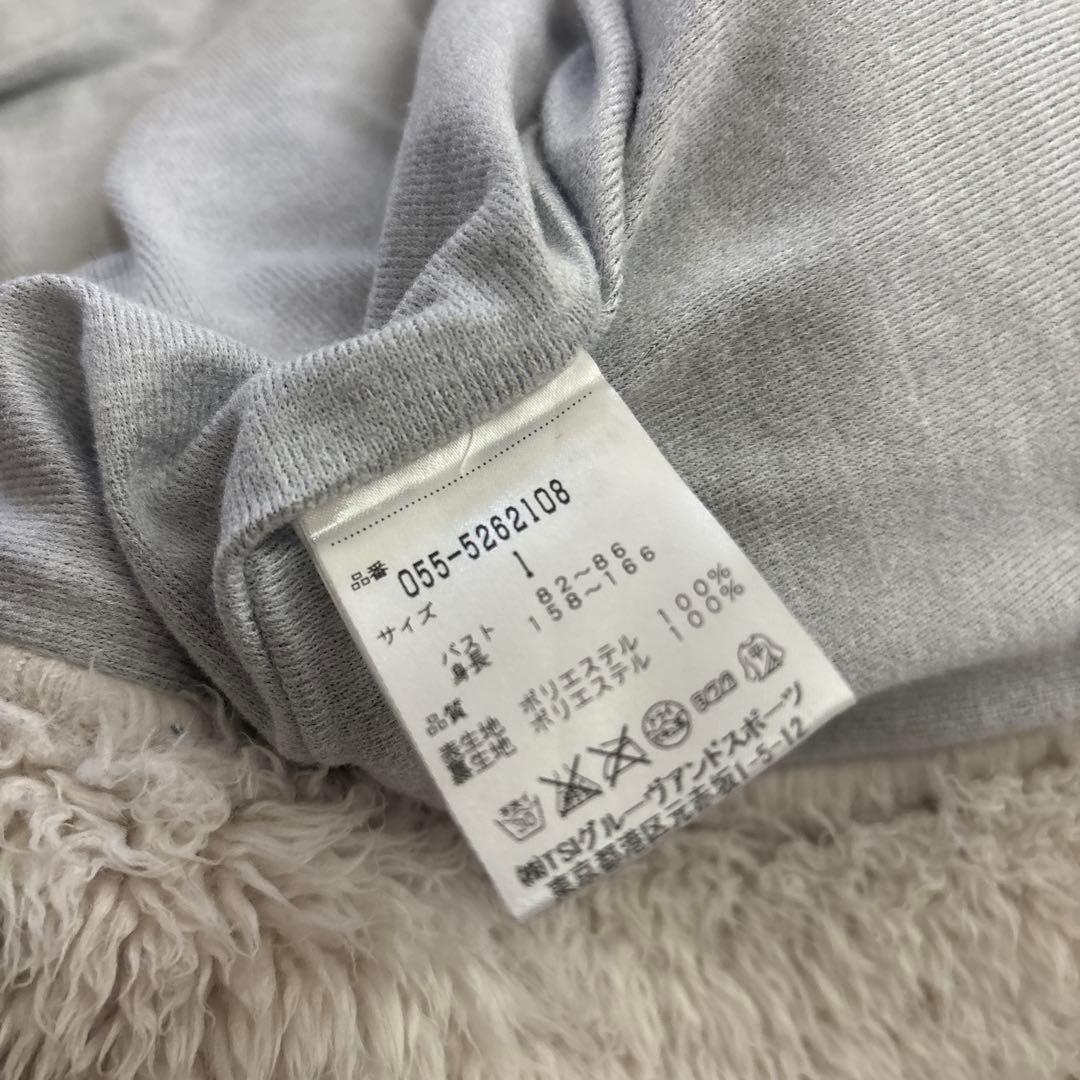 品番 055-5262108
サイズ 1
バスト 82～86
身長 158～166
品質
表生地 ポリエステル 100%
裏生地 ポリエステル 100%
㈱TSIグルーヴアンドスポーツ
東京都港区元赤坂1-5-12